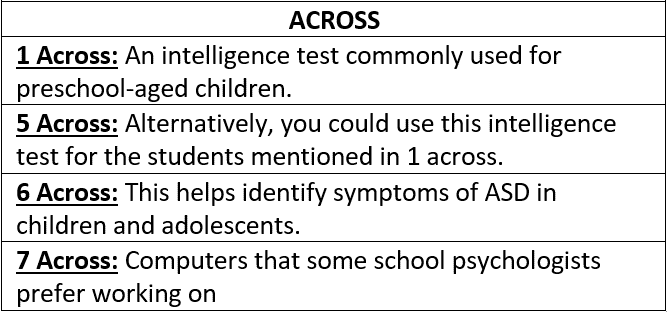 ACROSS
1 Across: An intelligence test commonly used for
preschool-aged children.
5 Across: Alternatively, you could use this intelligence
test for the students mentioned in 1 across.
6 Across: This helps identify symptoms of ASD in
children and adolescents.
7 Across: Computers that some school psychologists
prefer working on